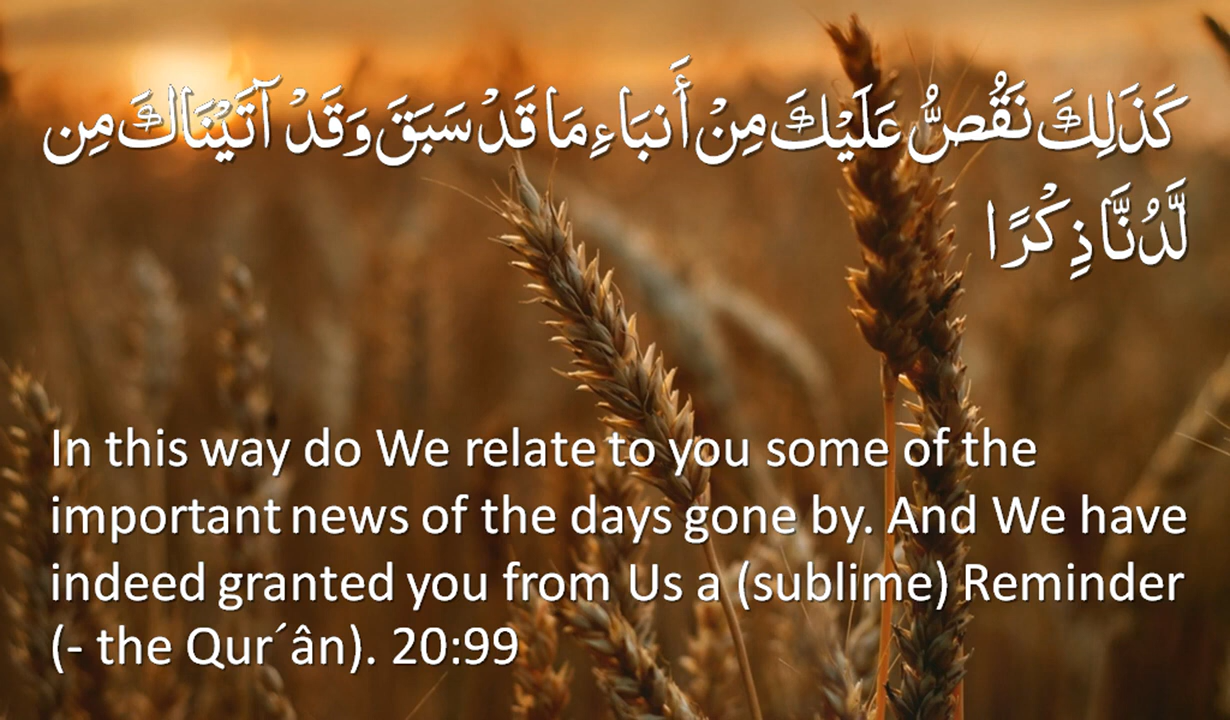 كَذَٰلِكَ نَقُصُّ عَلَيْكَ مِنْ أَنبَاءِ مَا قَدْ سَبَقَ وَقَدْ آتَيْنَاكَ مِن
لَّدُنَّا ذِكْرًا
In this way do We relate to you some of the
important news of the days gone by. And We have
indeed granted you from Us a (sublime) Reminder
(- the Qur´ân). 20:99